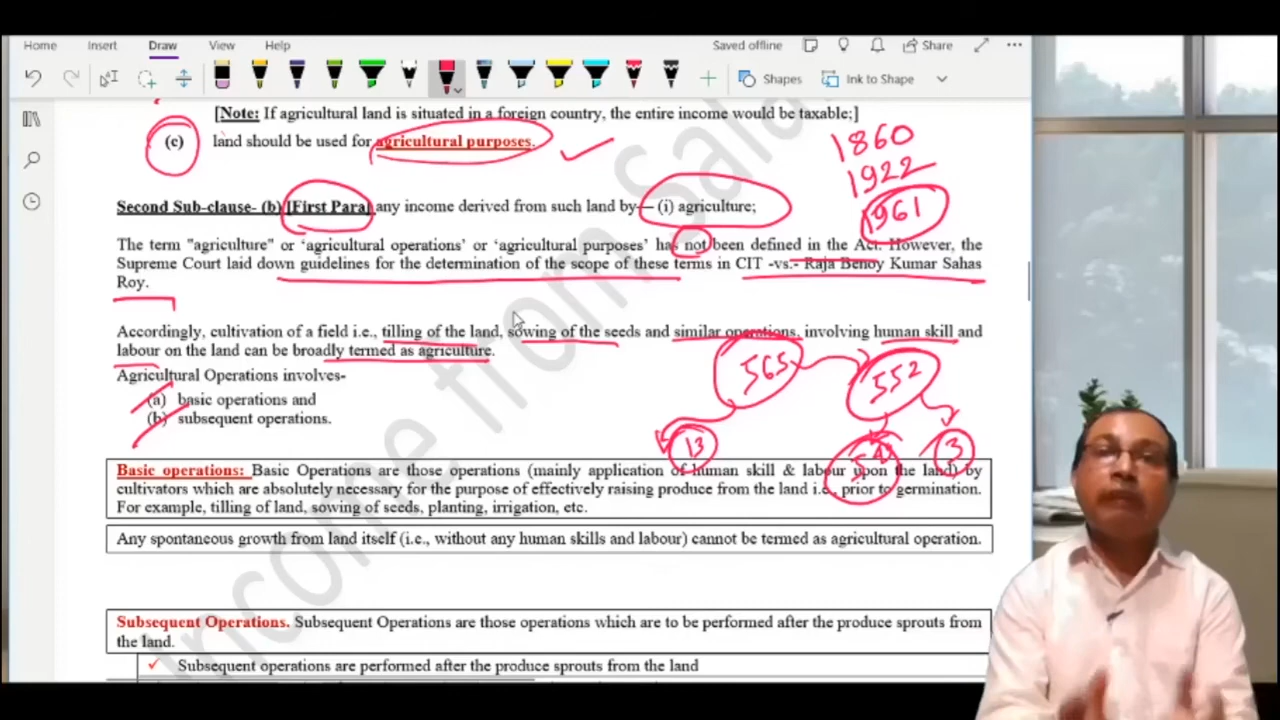 Home Insert Draw View Help Saved offline Share
Shapes Ink to Shape
[Note: If agricultural land is situated in a foreign country, the entire income would be taxable;]
(c) land should be used for agricultural purposes.
1860
1922
1961
Second Sub-clause- (b) [First Para] any income derived from such land by— (i) agriculture;
The term "agriculture" or 'agricultural operations' or 'agricultural purposes' has not been defined in the Act. However, the
Supreme Court laid down guidelines for the determination of the scope of these terms in CIT -vs.- Raja Benoy Kumar Sahas
Roy.
Accordingly, cultivation of a field i.e., tilling of the land, sowing of the seeds and similar operations, involving human skill and
labour on the land can be broadly termed as agriculture.
565 552
Agricultural Operations involves-
(a) basic operations and
(b) subsequent operations.
13 3
Basic operations: Basic Operations are those operations (mainly application of human skill & labour upon the land) by
cultivators which are absolutely necessary for the purpose of effectively raising produce from the land i.e., prior to germination.
For example, tilling of land, sowing of seeds, planting, irrigation, etc.
Any spontaneous growth from land itself (i.e., without any human skills and labour) cannot be termed as agricultural operation.
Subsequent Operations. Subsequent Operations are those operations which are to be performed after the produce sprouts from
the land.
✓ Subsequent operations are performed after the produce sprouts from the land
Income from Sala